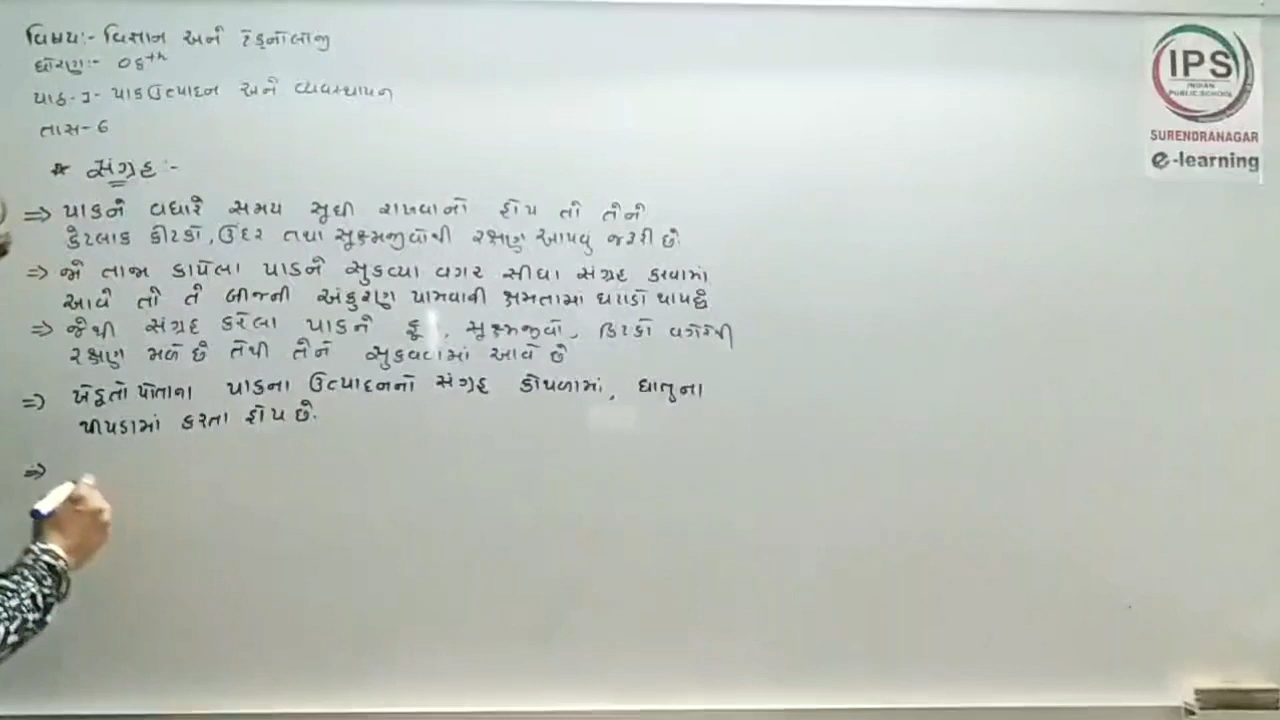 વિષય:- વિજ્ઞાન અને ટેકનોલોજી
ધોરણ:- 08th
પાઠ-1- પાકઉત્પાદન અને વ્યવસ્થાપન
તાસ-6
* સંગ્રહ:-
⇒ પાકને વધારે સમય સુધી રાખવાનો હોય તો તેને
કેટલાક કીટકો, ઉંદર તથા સૂક્ષ્મજીવોથી રક્ષણ આપવું જરૂરી છે.
⇒ જો તાજા કાપેલા પાકને સુકવ્યા વગર સીધા સંગ્રહ કરવામાં
આવે તો તે બીજની અંકુરણ પામવાની ક્ષમતામાં ઘટાડો થાય છે
⇒ જેથી સંગ્રહ કરેલા પાકને ફૂ , સૂક્ષ્મજીવો, કિટકો વગેરેથી
રક્ષણ મળે છે તેથી તેને સુકવવામાં આવે છે
⇒ ખેડૂતો પોતાના પાકના ઉત્પાદનનો સંગ્રહ કોથળામાં, ધાતુના
પીપડામાં કરતા હોય છે.
⇒
IPS
INDIAN
PUBLIC SCHOOL
SURENDRANAGAR
e-learning